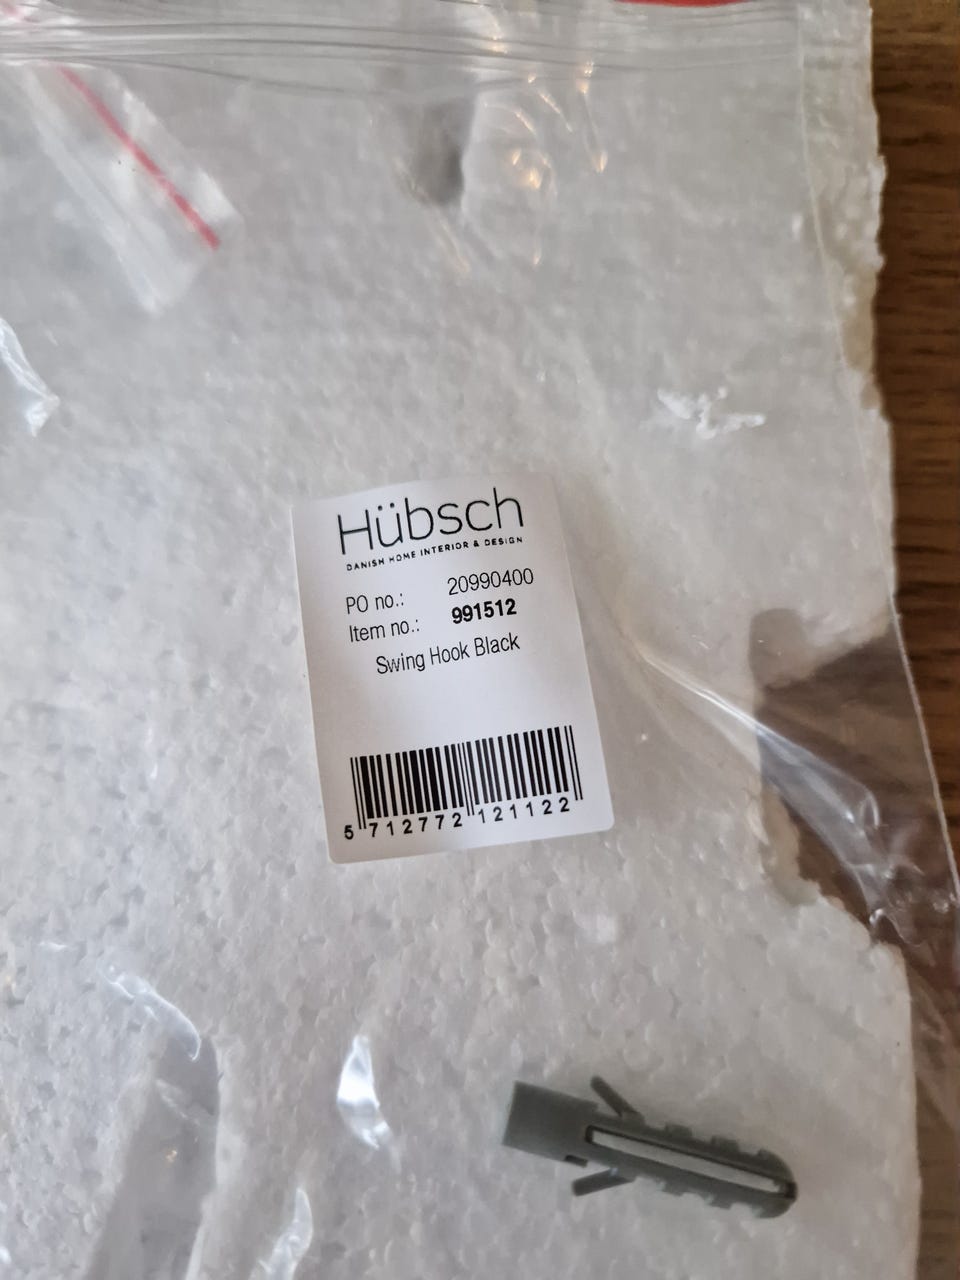 Hübsch
DANISH HOME INTERIOR & DESIGN
PO no.: 20990400
Item no.: 991512
Swing Hook Black
5 712772 121122